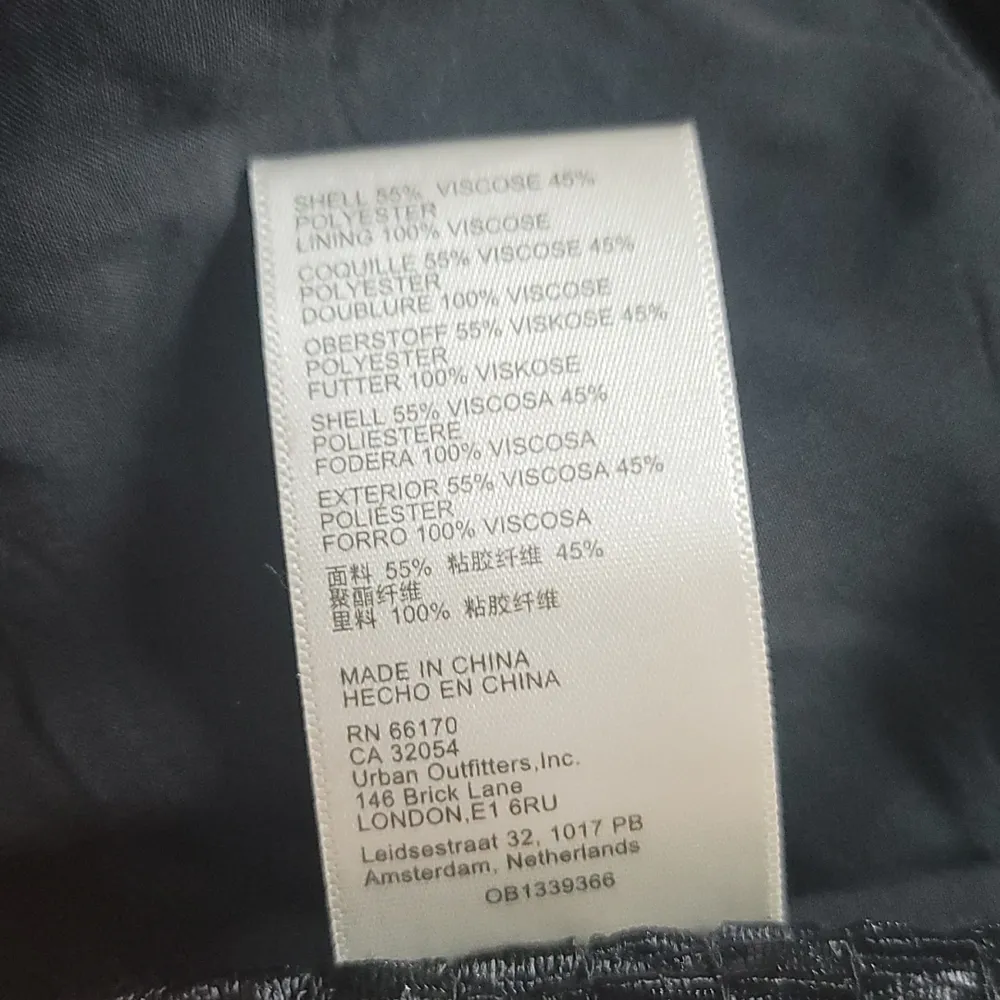 SHELL 55% VISCOSE 45%
POLYESTER
LINING 100% VISCOSE
COQUILLE 55% VISCOSE 45%
POLYESTER
DOUBLURE 100% VISCOSE
OBERSTOFF 55% VISKOSE 45%
POLYESTER
FUTTER 100% VISKOSE
SHELL 55% VISCOSA 45%
POLIESTERE
FODERA 100% VISCOSA
EXTERIOR 55% VISCOSA 45%
POLIÉSTER
FORRO 100% VISCOSA
面料 55% 粘胶纤维 45%
聚酯纤维
里料 100% 粘胶纤维
MADE IN CHINA
HECHO EN CHINA
RN 66170
CA 32054
Urban Outfitters,Inc.
146 Brick Lane
LONDON,E1 6RU
Leidsestraat 32, 1017 PB
Amsterdam, Netherlands
OB1339366